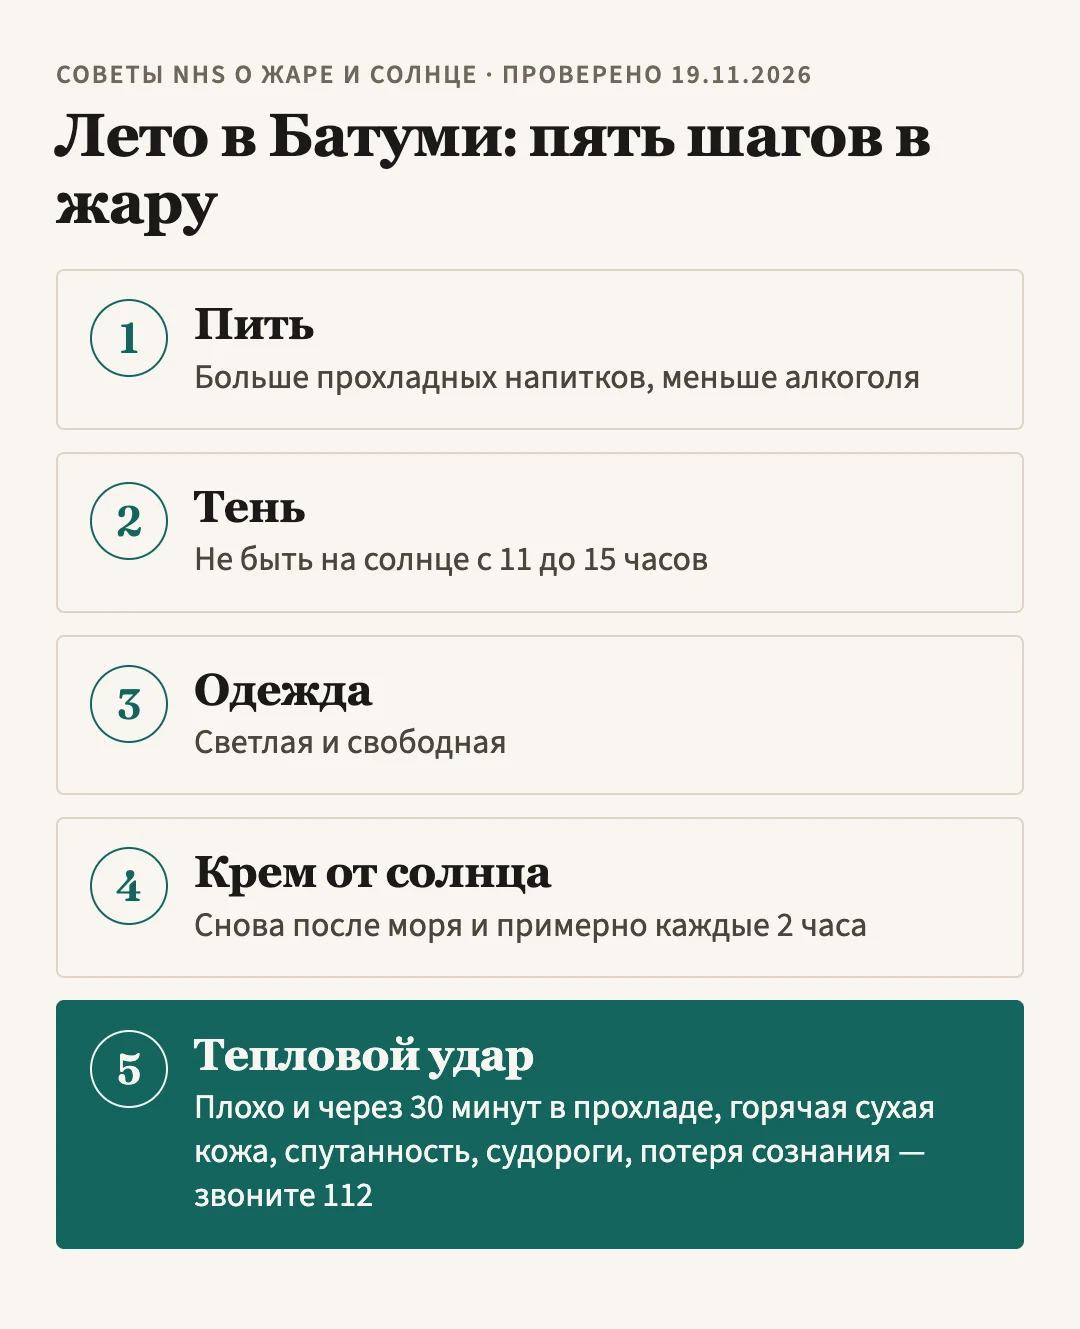 СОВЕТЫ NHS О ЖАРЕ И СОЛНЦЕ · ПРОВЕРЕНО 19.11.2026
Лето в Батуми: пять шагов в
жару
1
Пить
Больше прохладных напитков, меньше алкоголя
2
Тень
Не быть на солнце с 11 до 15 часов
3
Одежда
Светлая и свободная
4
Крем от солнца
Снова после моря и примерно каждые 2 часа
5
Тепловой удар
Плохо и через 30 минут в прохладе, горячая сухая
кожа, спутанность, судороги, потеря сознания —
звоните 112